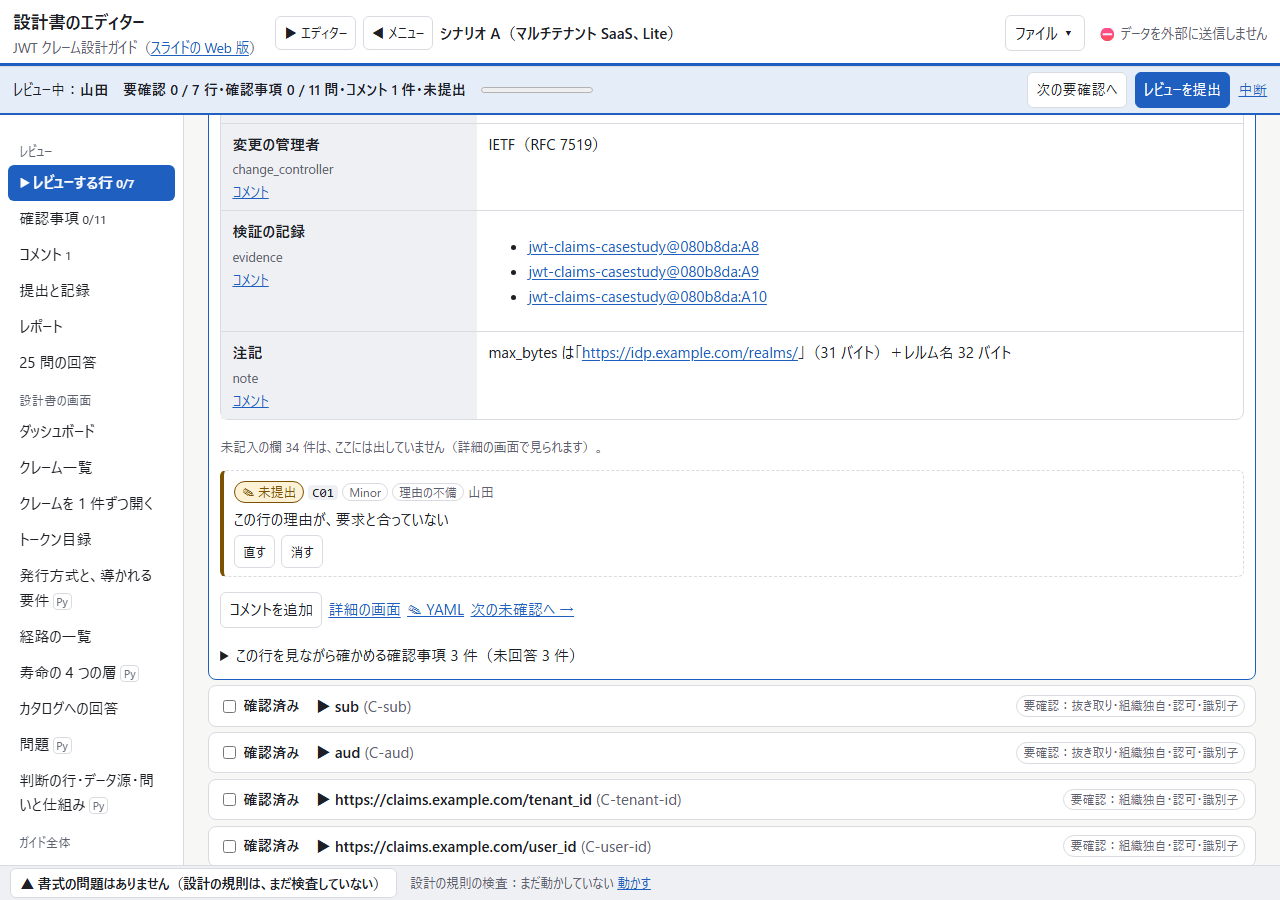 設計書のエディター
JWT クレーム設計ガイド（スライドの Web 版）
▶ エディター
◀ メニュー
シナリオ A（マルチテナント SaaS、Lite）
ファイル ▼
⛔ データを外部に送信しません
レビュー中：山田 要確認 0 / 7 行・確認事項 0 / 11 問・コメント 1 件・未提出
次の要確認へ
レビューを提出
中断
レビュー
▶ レビューする行 0/7
確認事項 0/11
コメント 1
提出と記録
レポート
25 問の回答
設計書の画面
ダッシュボード
クレーム一覧
クレームを 1 件ずつ開く
トークン目録
発行方式と、導かれる
要件 Py
経路の一覧
寿命の 4 つの層 Py
カタログへの回答
問題 Py
判断の行・データ源・問
いと仕組み Py
ガイド全体
変更の管理者
change_controller
コメント
IETF（RFC 7519）
検証の記録
evidence
コメント
• jwt-claims-casestudy@080b8da:A8
• jwt-claims-casestudy@080b8da:A9
• jwt-claims-casestudy@080b8da:A10
注記
note
コメント
max_bytes は「https://idp.example.com/realms/」（31 バイト）＋レルム名 32 バイト
未記入の欄 34 件は、ここには出していません（詳細の画面で見られます）。
✎ 未提出 C01 Minor 理由の不備 山田
この行の理由が、要求と合っていない
直す
消す
コメントを追加
詳細の画面
✎ YAML
次の未確認へ →
▶ この行を見ながら確かめる確認事項 3 件（未回答 3 件）
確認済み ▶ sub (C-sub) 要確認：抜き取り・組織独自・認可・識別子
確認済み ▶ aud (C-aud) 要確認：抜き取り・組織独自・認可・識別子
確認済み ▶ https://claims.example.com/tenant_id (C-tenant-id) 要確認：組織独自・認可・識別子
確認済み ▶ https://claims.example.com/user_id (C-user-id) 要確認：組織独自・認可・識別子
▲ 書式の問題はありません（設計の規則は、まだ検査していない）
設計の規則の検査：まだ動かしていない 動かす